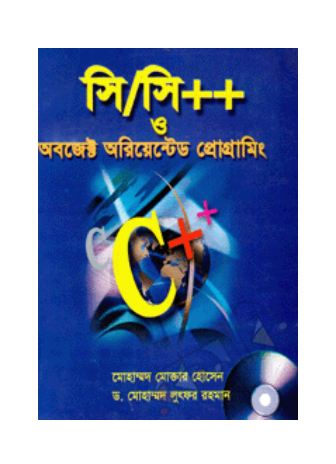 সি/সি++
ও
অবজেক্ট অরিয়েন্টেড প্রোগ্রামিং
C C++
মোহাম্মদ মোক্তার হোসেন
ড. মোহাম্মদ লুৎফর রহমান